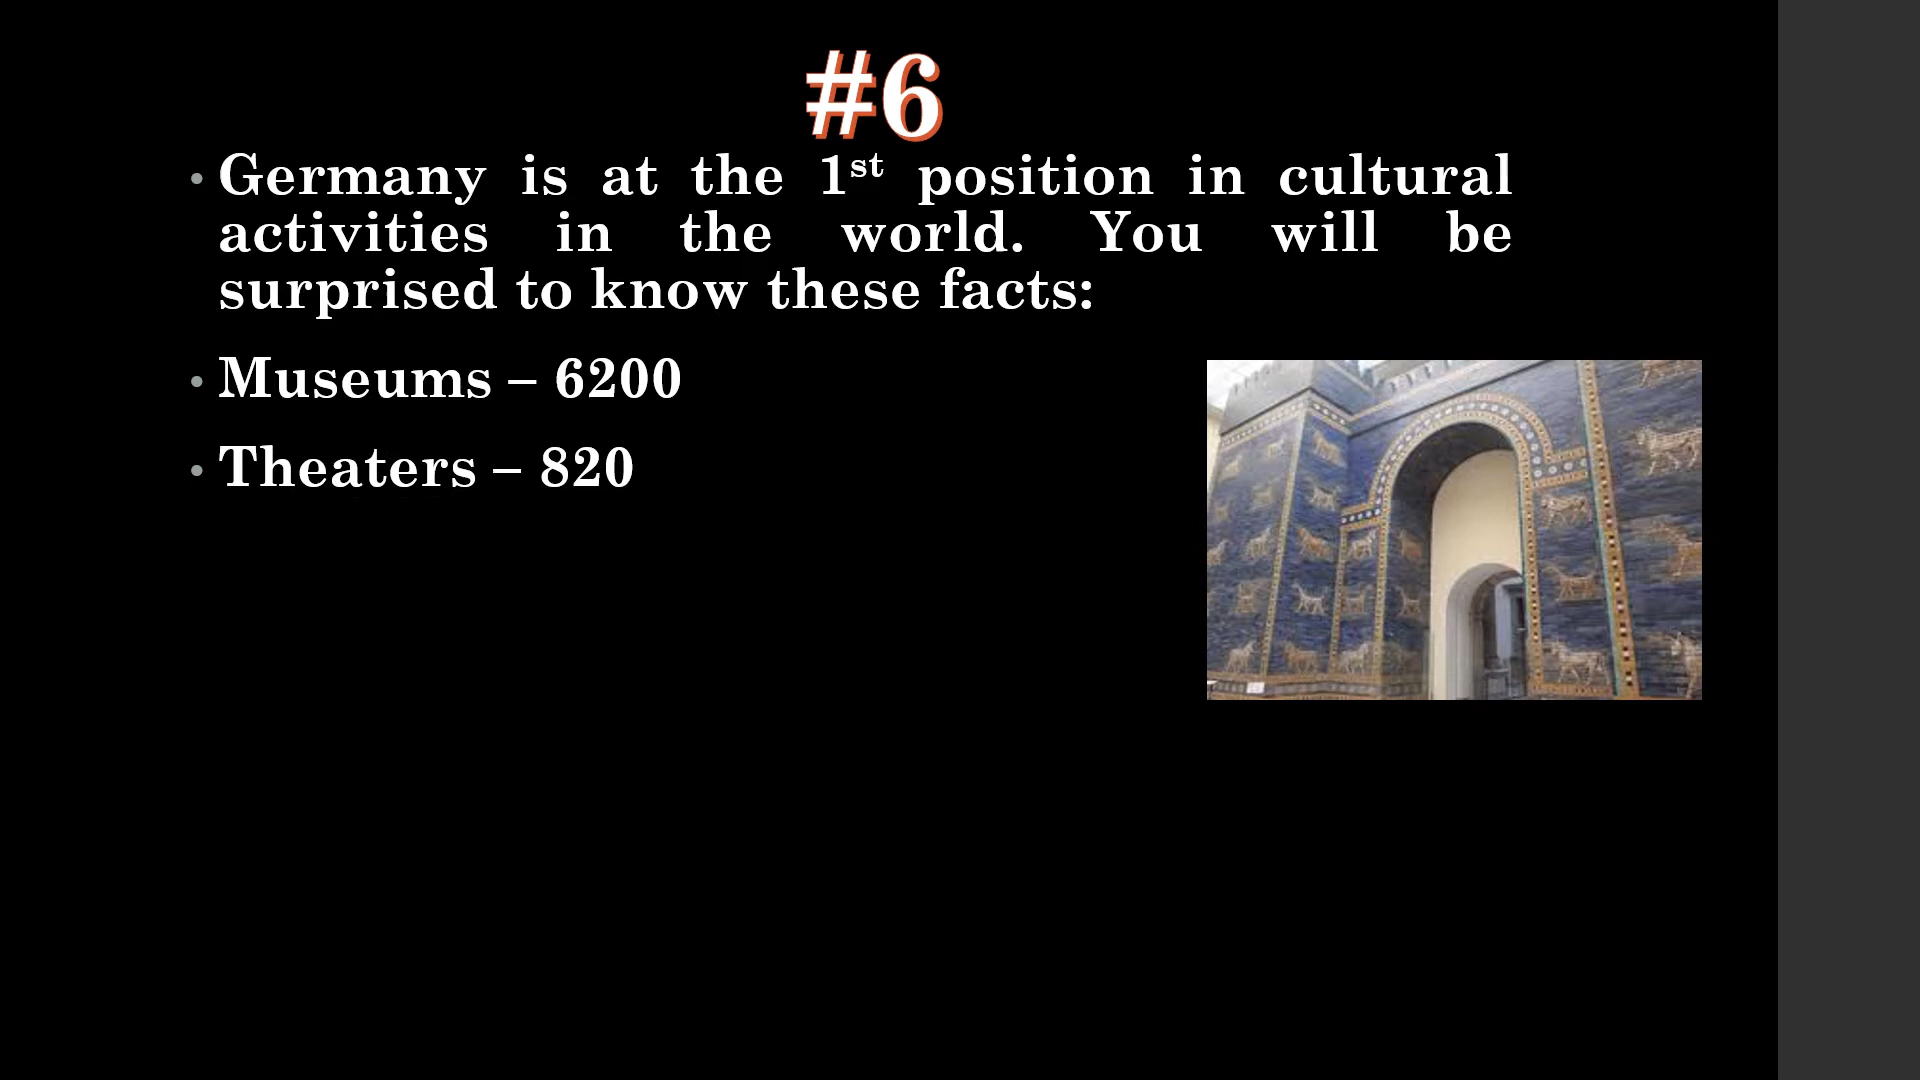 #6
• Germany is at the 1st position in cultural
activities in the world. You will be
surprised to know these facts:
• Museums – 6200
• Theaters – 820